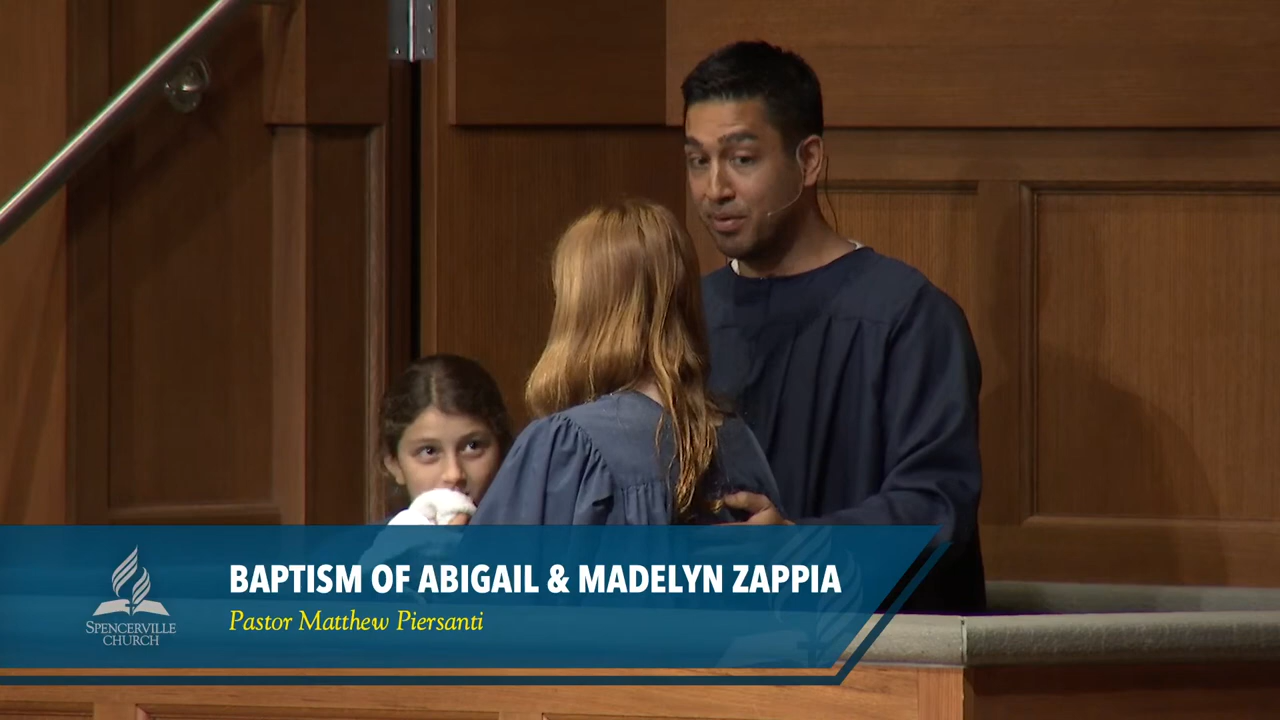 BAPTISM OF ABIGAIL & MADELYN ZAPPIA
Pastor Matthew Piersanti
SPENCERVILLE
CHURCH